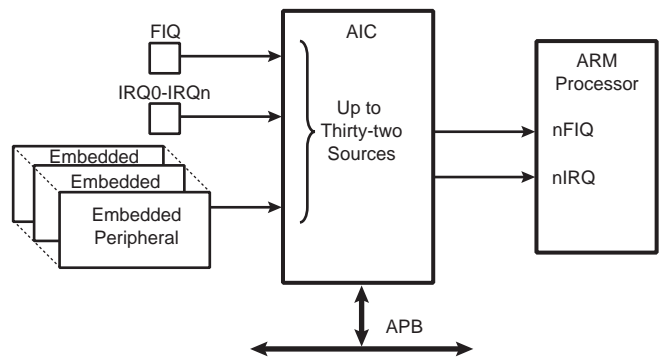 FIQ
IRQ0-IRQn
Embedded
Embedded
Embedded
Peripheral
AIC
Up to
Thirty-two
Sources
ARM
Processor
nFIQ
nIRQ
APB